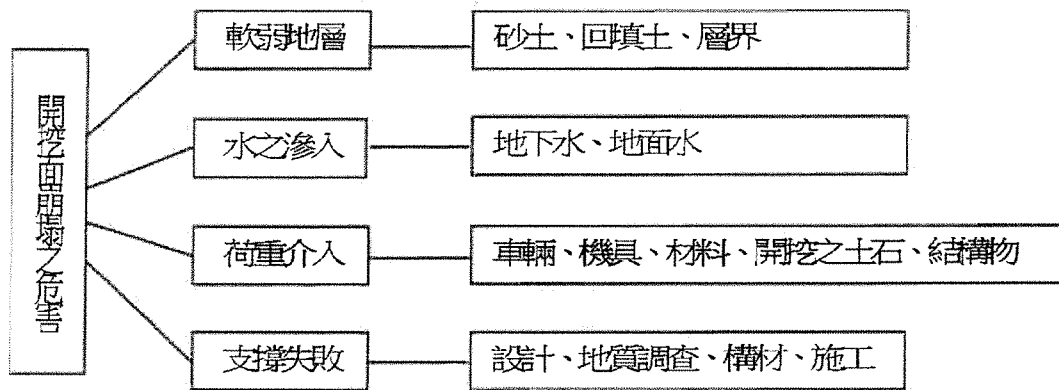 開挖面崩塌之危害
軟弱地層
砂土、回填土、層界
水之滲入
地下水、地面水
荷重介入
車輛、機具、材料、開挖之土石、結構物
支撐失敗
設計、地質調查、構材、施工